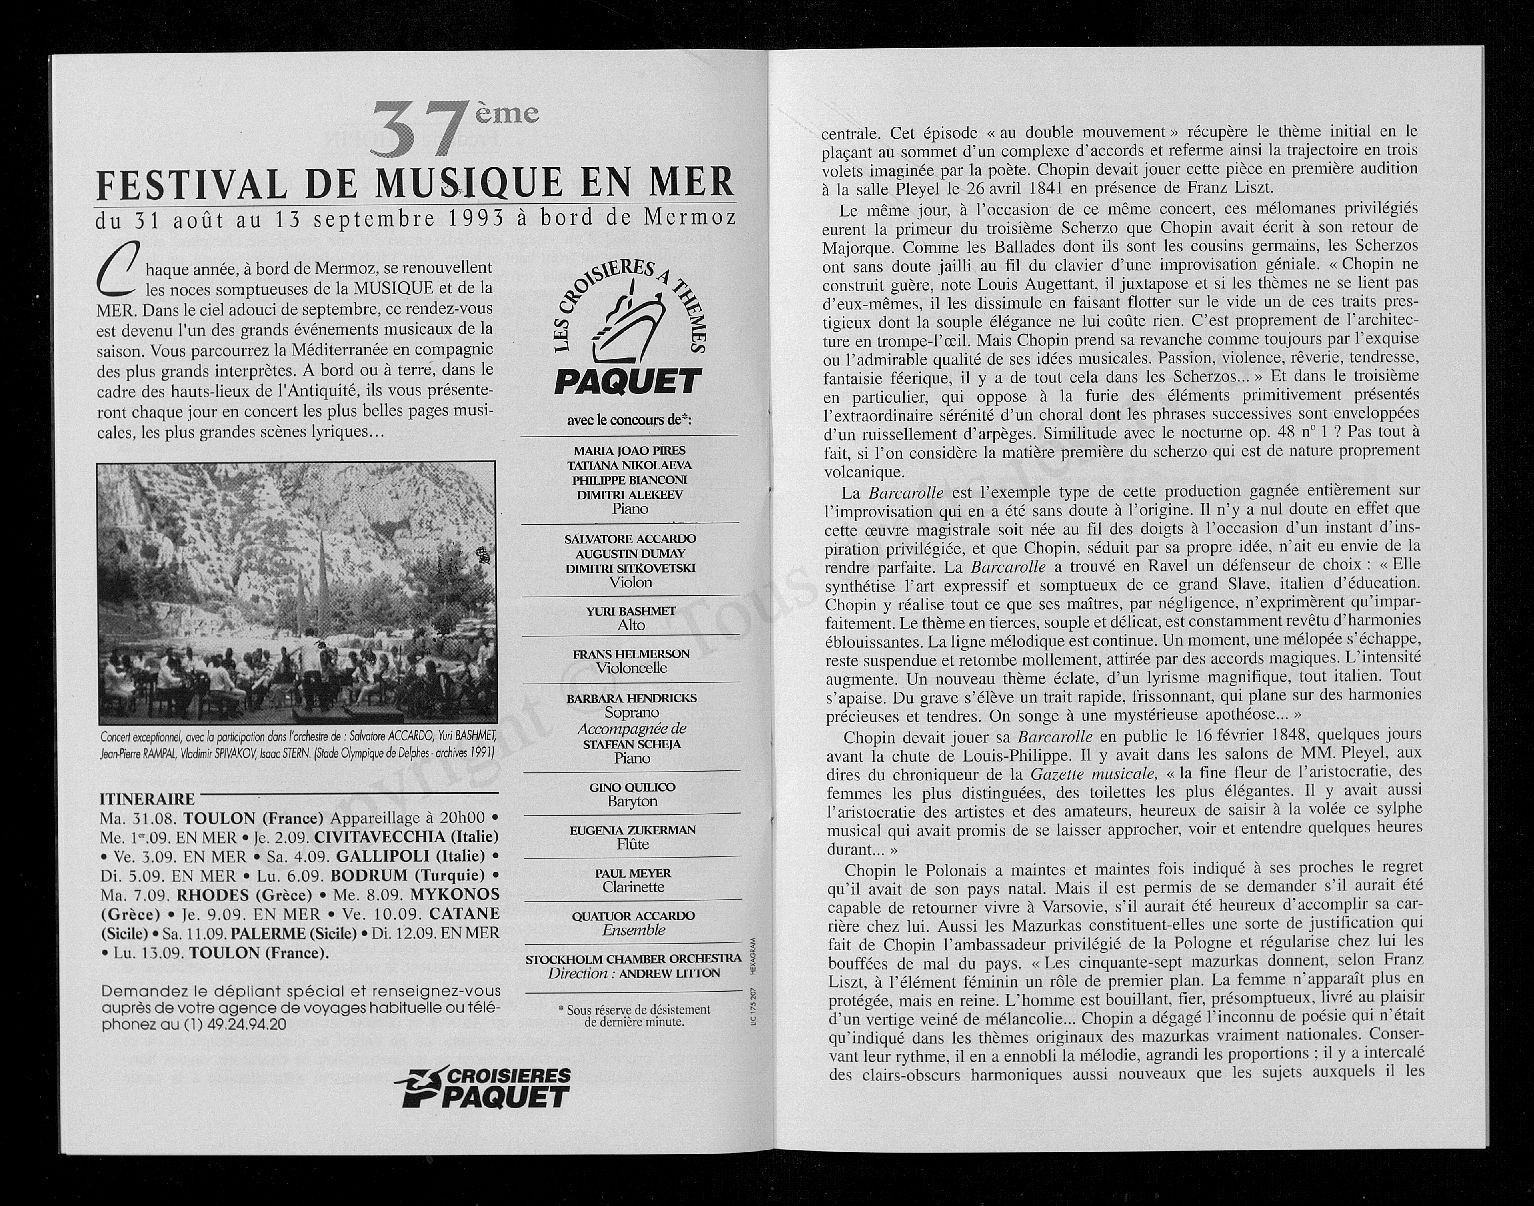 37ème
FESTIVAL DE MUSIQUE EN MER
du 31 août au 13 septembre 1993 à bord de Mermoz
Chaque année, à bord de Mermoz, se renouvellent
les noces somptueuses de la MUSIQUE et de la
MER. Dans le ciel adouci de septembre, ce rendez-vous
est devenu l'un des grands événements musicaux de la
saison. Vous parcourrez la Méditerranée en compagnie
des plus grands interprètes. A bord ou à terre, dans le
cadre des hauts-lieux de l'Antiquité, ils vous présente-
ront chaque jour en concert les plus belles pages musi-
cales, les plus grandes scènes lyriques...
Concert exceptionnel, avec la participation dans l'orchestre de : Salvatore ACCARDO, Yuri BASHMET,
Jean-Pierre RAMPAL, Vladimir SPIVAKOV, Isaac STERN. (Stade Olympique de Delphes - archives 1991)
ITINERAIRE
Ma. 31.08. TOULON (France) Appareillage à 20h00 •
Me. 1er.09. EN MER • Je. 2.09. CIVITAVECCHIA (Italie)
• Ve. 3.09. EN MER • Sa. 4.09. GALLIPOLI (Italie) •
Di. 5.09. EN MER • Lu. 6.09. BODRUM (Turquie) •
Ma. 7.09. RHODES (Grèce) • Me. 8.09. MYKONOS
(Grèce) • Je. 9.09. EN MER • Ve. 10.09. CATANE
(Sicile) • Sa. 11.09. PALERME (Sicile) • Di. 12.09. EN MER
• Lu. 13.09. TOULON (France).
Demandez le dépliant spécial et renseignez-vous
auprès de votre agence de voyages habituelle ou télé-
phonez au (1) 49.24.94.20
LES CROISIERES A THEMES
PAQUET
avec le concours de*:
MARIA JOAO PIRES
TATIANA NIKOLAEVA
PHILIPPE BIANCONI
DIMITRI ALEKEEV
Piano
SALVATORE ACCARDO
AUGUSTIN DUMAY
DIMITRI SITKOVETSKI
Violon
YURI BASHMET
Alto
FRANS HELMERSON
Violoncelle
BARBARA HENDRICKS
Soprano
Accompagnée de
STAFFAN SCHEJA
Piano
GINO QUILICO
Baryton
EUGENIA ZUKERMAN
Flûte
PAUL MEYER
Clarinette
QUATUOR ACCARDO
Ensemble
STOCKHOLM CHAMBER ORCHESTRA
Direction : ANDREW LITTON
* Sous réserve de désistement
de dernière minute.
LIC 175 207 HEXAGRAM
CROISIERES
PAQUET
centrale. Cet épisode « au double mouvement » récupère le thème initial en le
plaçant au sommet d'un complexe d'accords et referme ainsi la trajectoire en trois
volets imaginée par la poète. Chopin devait jouer cette pièce en première audition
à la salle Pleyel le 26 avril 1841 en présence de Franz Liszt.
Le même jour, à l'occasion de ce même concert, ces mélomanes privilégiés
eurent la primeur du troisième Scherzo que Chopin avait écrit à son retour de
Majorque. Comme les Ballades dont ils sont les cousins germains, les Scherzos
ont sans doute jailli au fil du clavier d'une improvisation géniale. « Chopin ne
construit guère, note Louis Augettant, il juxtapose et si les thèmes ne se lient pas
d'eux-mêmes, il les dissimule en faisant flotter sur le vide un de ces traits pres-
tigieux dont la souple élégance ne lui coûte rien. C'est proprement de l'architec-
ture en trompe-l'œil. Mais Chopin prend sa revanche comme toujours par l'exquise
ou l'admirable qualité de ses idées musicales. Passion, violence, rêverie, tendresse,
fantaisie féerique, il y a de tout cela dans les Scherzos... » Et dans le troisième
en particulier, qui oppose à la furie des éléments primitivement présentés
l'extraordinaire sérénité d'un choral dont les phrases successives sont enveloppées
d'un ruissellement d'arpèges. Similitude avec le nocturne op. 48 n° 1 ? Pas tout à
fait, si l'on considère la matière première du scherzo qui est de nature proprement
volcanique.
La Barcarolle est l'exemple type de cette production gagnée entièrement sur
l'improvisation qui en a été sans doute à l'origine. Il n'y a nul doute en effet que
cette œuvre magistrale soit née au fil des doigts à l'occasion d'un instant d'ins-
piration privilégiée, et que Chopin, séduit par sa propre idée, n'ait eu envie de la
rendre parfaite. La Barcarolle a trouvé en Ravel un défenseur de choix : « Elle
synthétise l'art expressif et somptueux de ce grand Slave, italien d'éducation.
Chopin y réalise tout ce que ses maîtres, par négligence, n'exprimèrent qu'impar-
faitement. Le thème en tierces, souple et délicat, est constamment revêtu d'harmonies
éblouissantes. La ligne mélodique est continue. Un moment, une mélopée s'échappe,
reste suspendue et retombe mollement, attirée par des accords magiques. L'intensité
augmente. Un nouveau thème éclate, d'un lyrisme magnifique, tout italien. Tout
s'apaise. Du grave s'élève un trait rapide, frissonnant, qui plane sur des harmonies
précieuses et tendres. On songe à une mystérieuse apothéose... »
Chopin devait jouer sa Barcarolle en public le 16 février 1848, quelques jours
avant la chute de Louis-Philippe. Il y avait dans les salons de MM. Pleyel, aux
dires du chroniqueur de la Gazette musicale, « la fine fleur de l'aristocratie, des
femmes les plus distinguées, des toilettes les plus élégantes. Il y avait aussi
l'aristocratie des artistes et des amateurs, heureux de saisir à la volée ce sylphe
musical qui avait promis de se laisser approcher, voir et entendre quelques heures
durant... »
Chopin le Polonais a maintes et maintes fois indiqué à ses proches le regret
qu'il avait de son pays natal. Mais il est permis de se demander s'il aurait été
capable de retourner vivre à Varsovie, s'il aurait été heureux d'accomplir sa car-
rière chez lui. Aussi les Mazurkas constituent-elles une sorte de justification qui
fait de Chopin l'ambassadeur privilégié de la Pologne et régularise chez lui les
bouffées de mal du pays. « Les cinquante-sept mazurkas donnent, selon Franz
Liszt, à l'élément féminin un rôle de premier plan. La femme n'apparaît plus en
protégée, mais en reine. L'homme est bouillant, fier, présomptueux, livré au plaisir
d'un vertige veiné de mélancolie... Chopin a dégagé l'inconnu de poésie qui n'était
qu'indiqué dans les thèmes originaux des mazurkas vraiment nationales. Conser-
vant leur rythme, il en a ennobli la mélodie, agrandi les proportions ; il y a intercalé
des clairs-obscurs harmoniques aussi nouveaux que les sujets auxquels il les